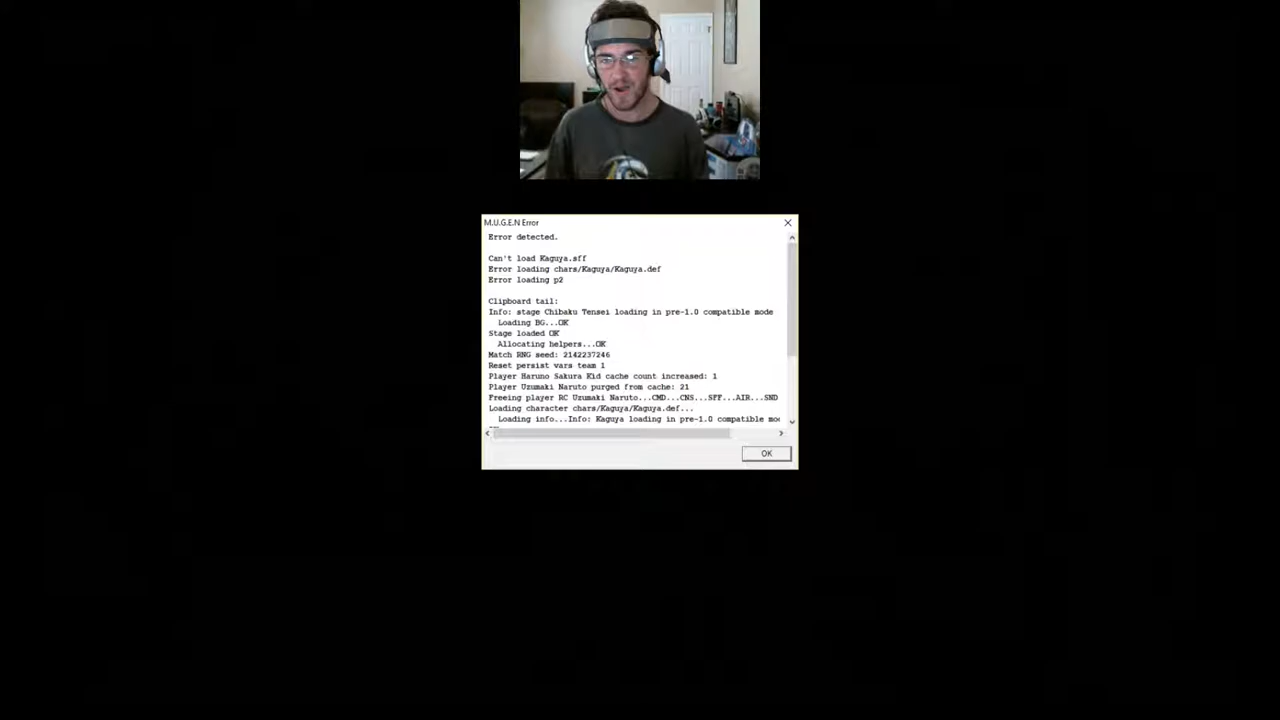 M.U.G.E.N Error
Error detected.
Can't load Kaguya.sff
Error loading chars/Kaguya/Kaguya.def
Error loading p2
Clipboard tail:
Info: stage Chibaku Tensei loading in pre-1.0 compatible mode
Loading BG...OK
Stage loaded OK
Allocating helpers...OK
Match RNG seed: 2142237246
Reset persist vars team 1
Player Haruno Sakura Kid cache count increased: 1
Player Uzumaki Naruto purged from cache: 21
Freeing player RC Uzumaki Naruto...CMD...CNS...SFF...AIR...SND
Loading character chars/Kaguya/Kaguya.def...
Loading info...Info: Kaguya loading in pre-1.0 compatible mo
OK